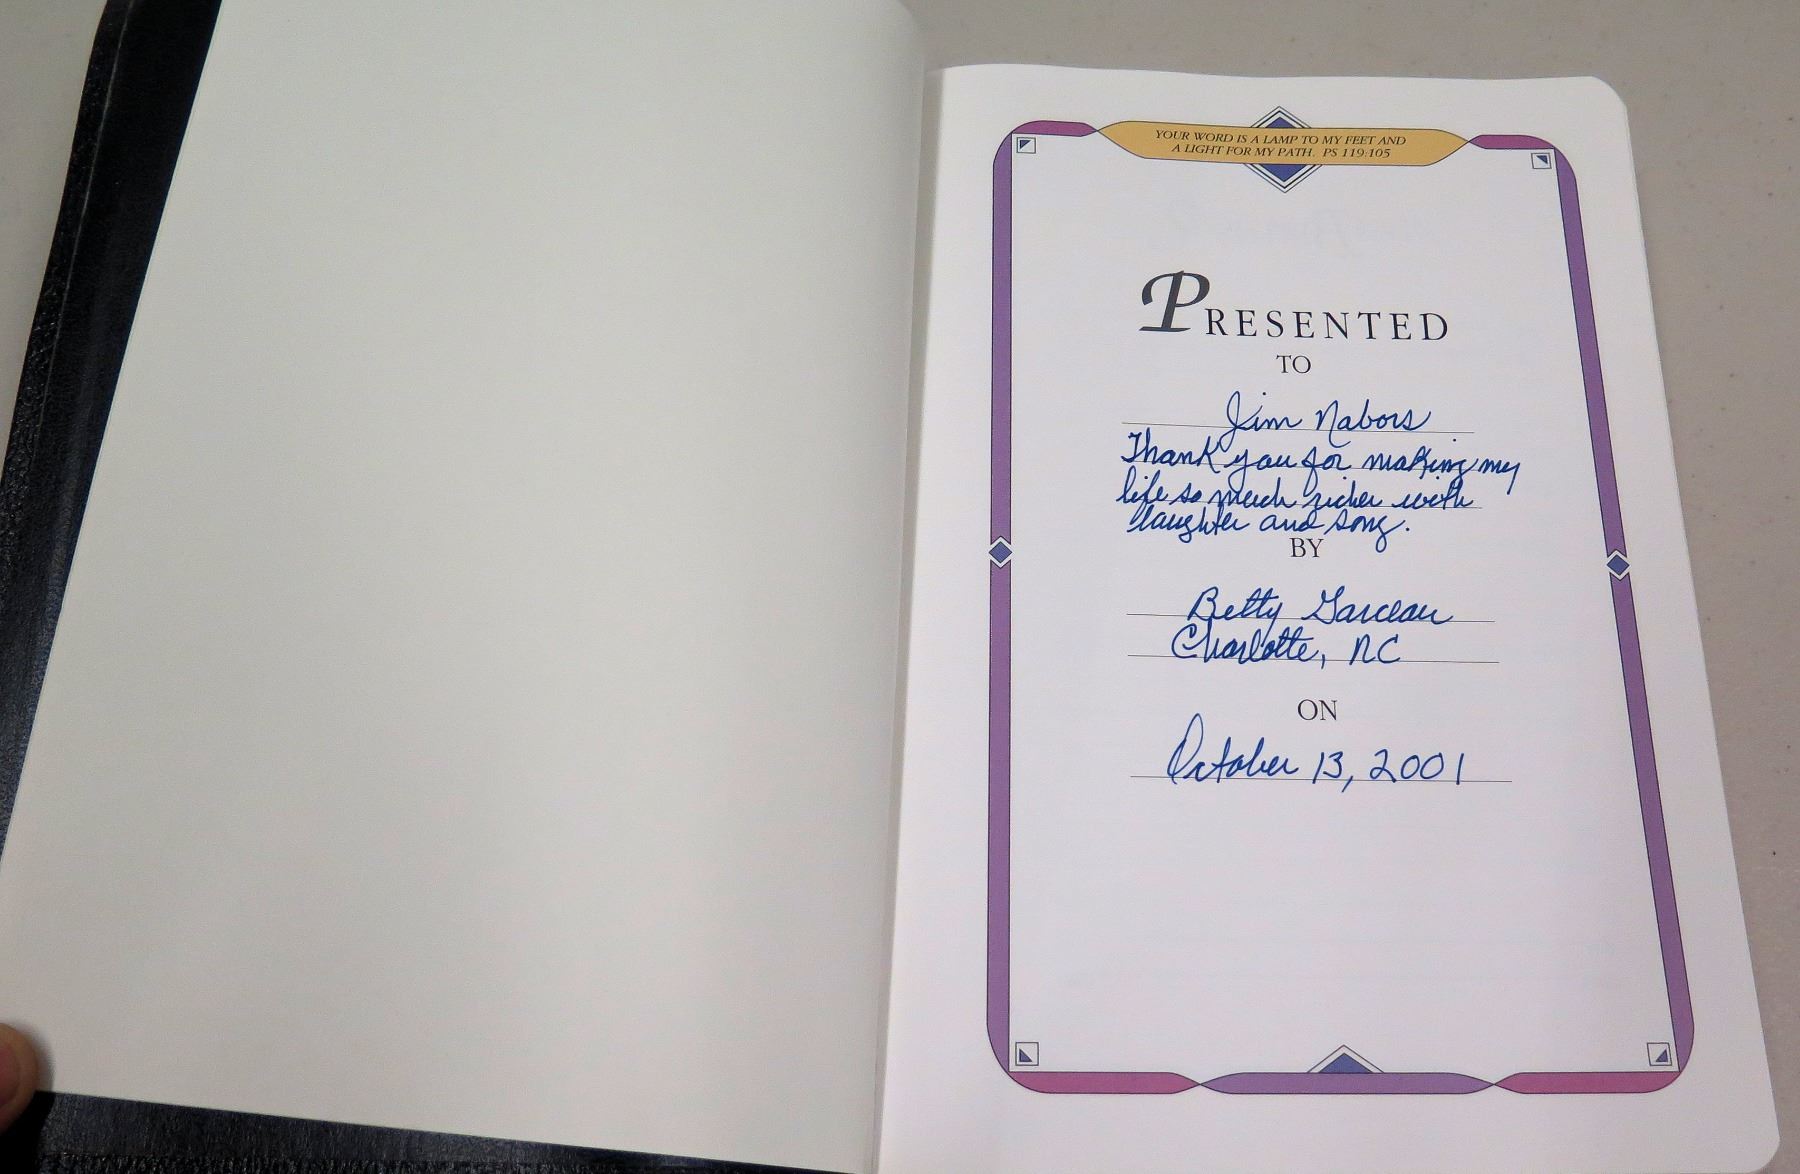 YOUR WORD IS A LAMP TO MY FEET AND
A LIGHT FOR MY PATH. PS 119:105
PRESENTED
TO
Jim Nabors
Thank you for making my
life so much richer with
laughter and song.
BY
Betty Garceau
Charlotte, NC
ON
October 13, 2001